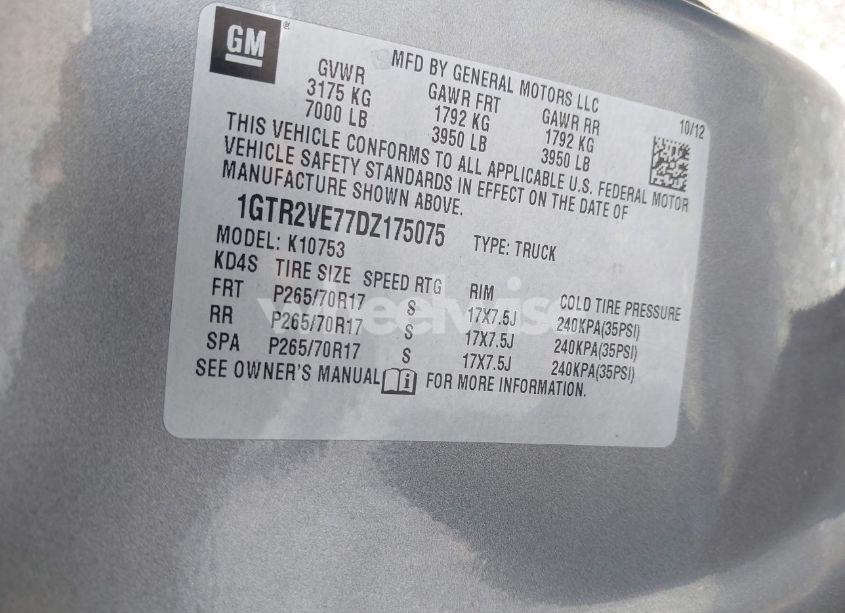 GM
MFD BY GENERAL MOTORS LLC
10/12
GVWR GAWR FRT GAWR RR
3175 KG 1792 KG 1792 KG
7000 LB 3950 LB 3950 LB
THIS VEHICLE CONFORMS TO ALL APPLICABLE U.S. FEDERAL MOTOR
VEHICLE SAFETY STANDARDS IN EFFECT ON THE DATE OF
MANUFACTURE SHOWN ABOVE.
1GTR2VE77DZ175075 TYPE: TRUCK
MODEL: K10753
KD4S TIRE SIZE SPEED RTG RIM COLD TIRE PRESSURE
FRT P265/70R17 S 17X7.5J 240KPA(35PSI)
RR P265/70R17 S 17X7.5J 240KPA(35PSI)
SPA P265/70R17 S 17X7.5J 240KPA(35PSI)
SEE OWNER'S MANUAL FOR MORE INFORMATION.
wheelwise